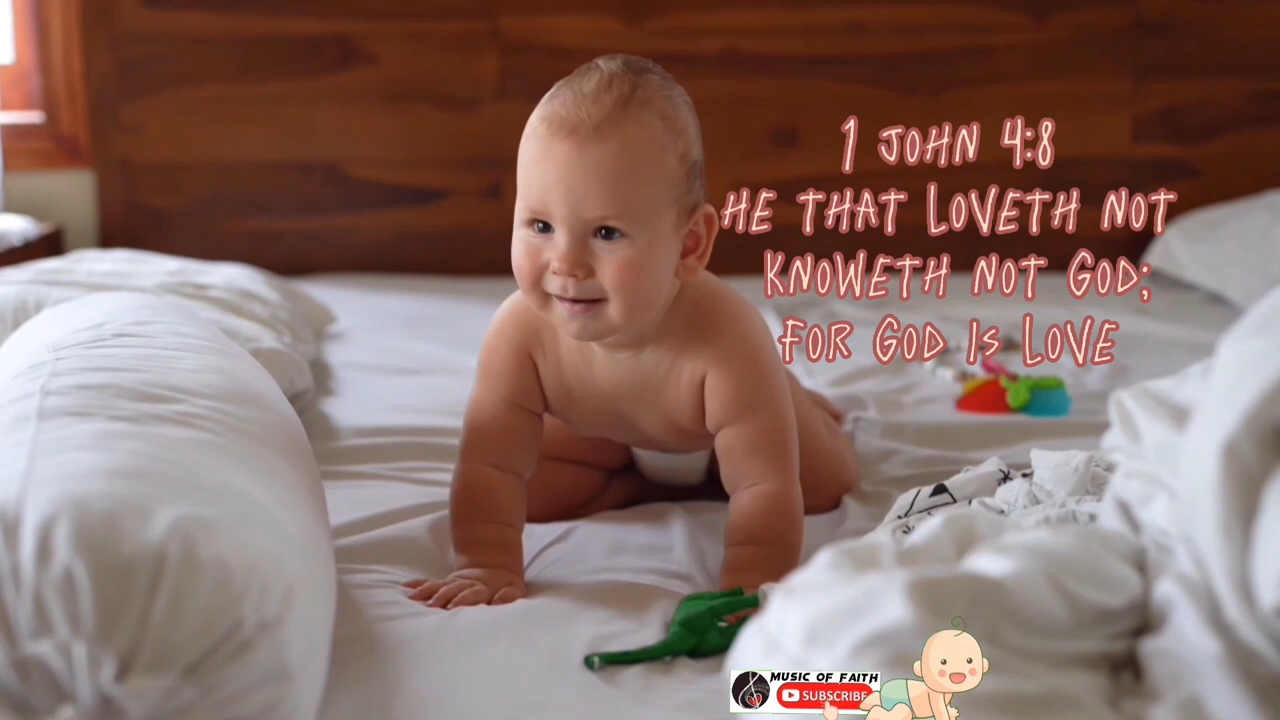 1 JOHN 4:8
HE THAT LOVETH NOT
KNOWETH NOT GOD;
FOR GOD IS LOVE
MUSIC OF FAITH
SUBSCRIBE